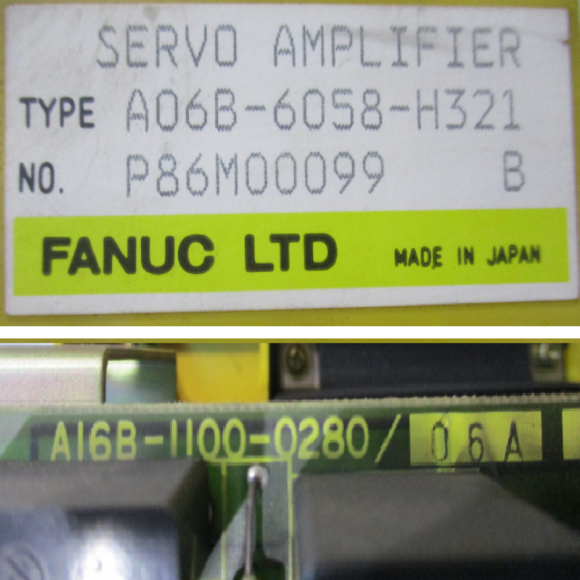 SERVO AMPLIFIER
TYPE A06B-6058-H321
NO. P86M00099 B
FANUC LTD MADE IN JAPAN
A16B-1100-0280/06A